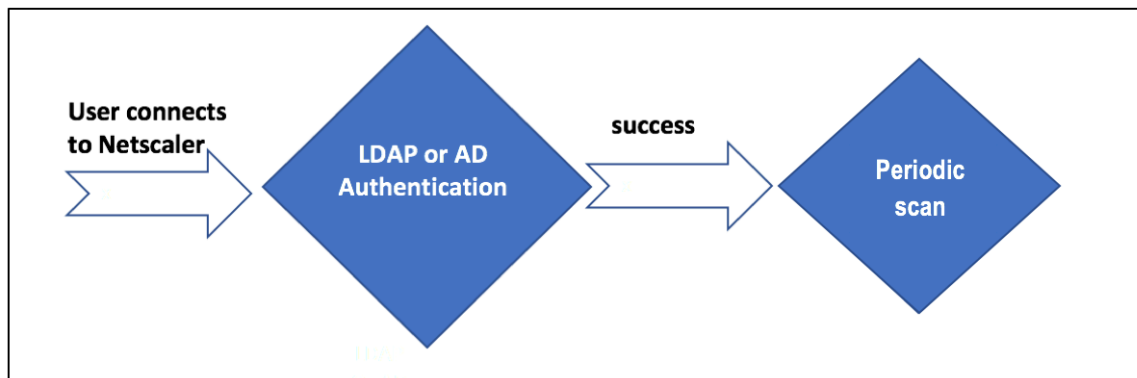 User connects
to Netscaler
LDAP or AD
Authentication
success
Periodic
scan